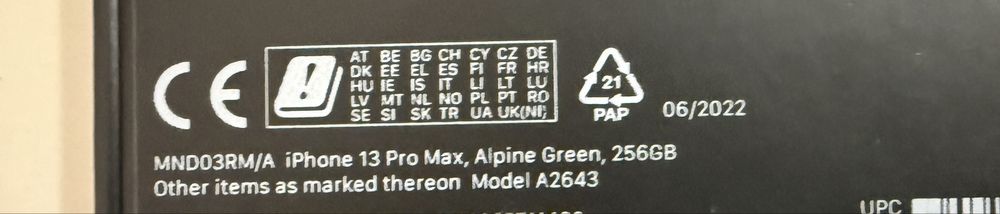 CE
AT BE BG CH CY CZ DE
DK EE EL ES FI FR HR
HU IE IS IT LI LT LU
LV MT NL NO PL PT RO
SE SI SK TR UA UK(NI)
21
PAP
06/2022
MND03RM/A iPhone 13 Pro Max, Alpine Green, 256GB
Other items as marked thereon Model A2643
UPC